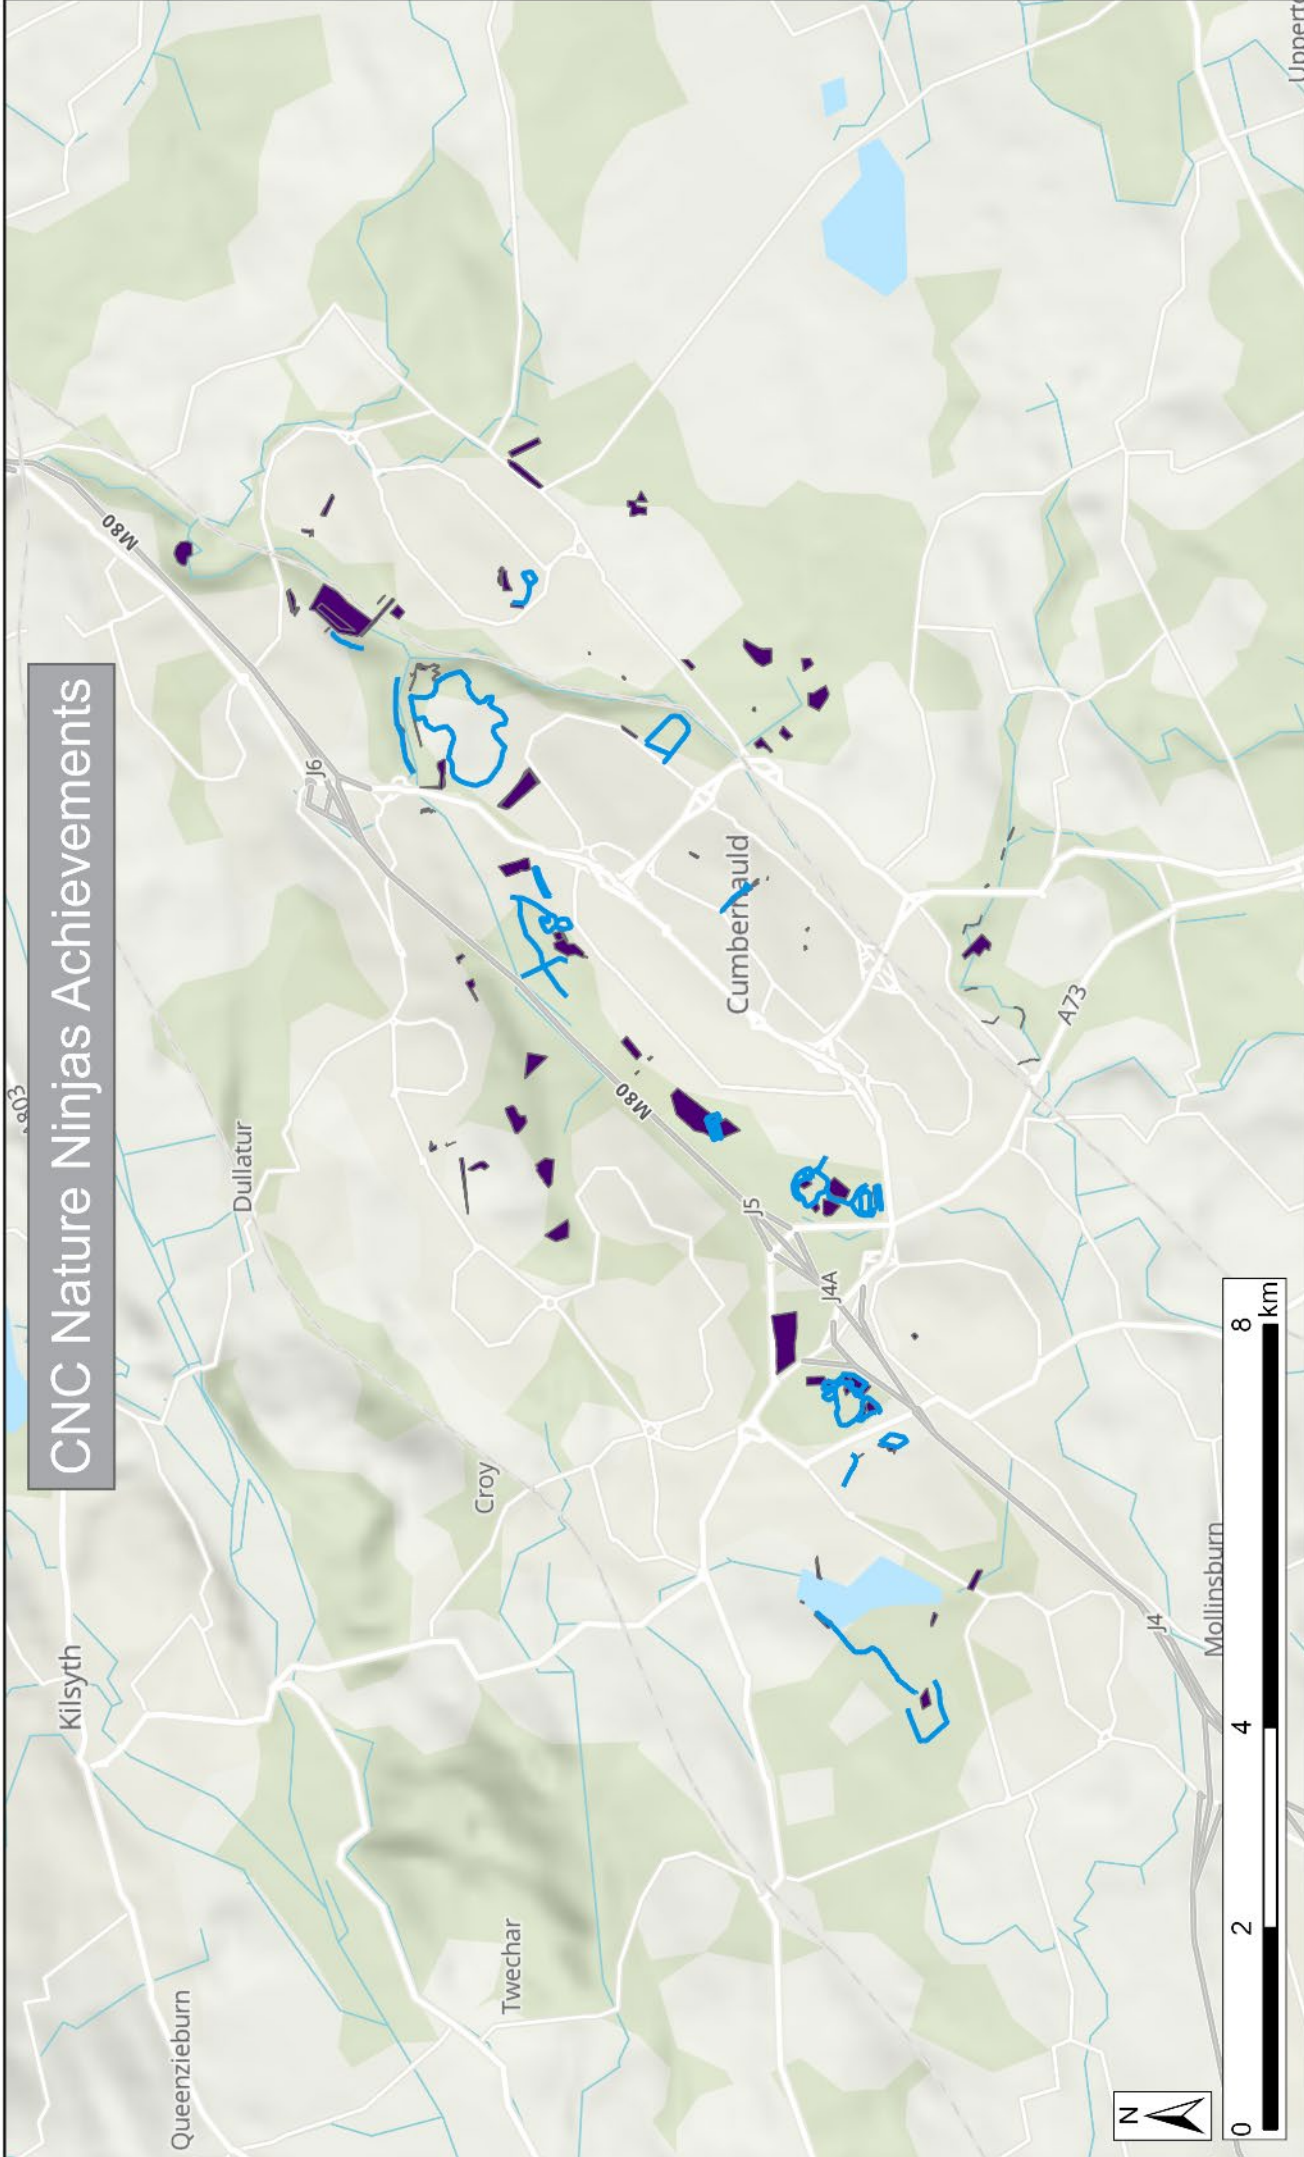 CNC Nature Ninjas Achievements
Kilsyth
Queenzieburn
Dullatur
M80
J6
Croy
Twechar
M80
Cumbernauld
J5
J4A
A73
J4
Mollinsburn
N
0
2
4
8
km